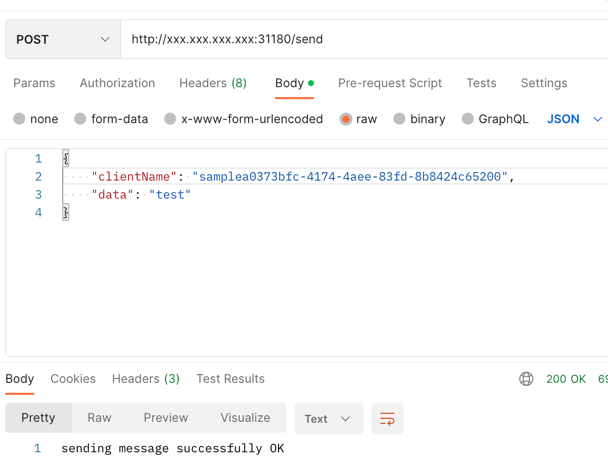 POST http://xxx.xxx.xxx.xxx:31180/send
Params Authorization Headers (8) Body Pre-request Script Tests Settings
none form-data x-www-form-urlencoded raw binary GraphQL JSON
1 {
2 "clientName": "samplea0373bfc-4174-4aee-83fd-8b8424c65200",
3 "data": "test"
4 }
Body Cookies Headers (3) Test Results 200 OK
Pretty Raw Preview Visualize Text
1 sending message successfully OK